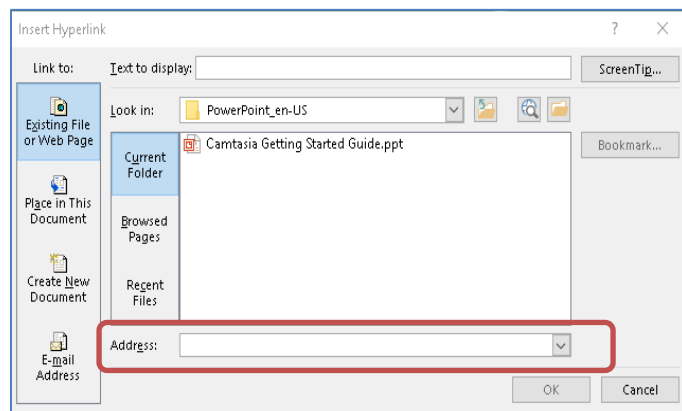 Insert Hyperlink ? ×
Link to: Text to display: ScreenTip...
Existing File
or Web Page
Look in: PowerPoint_en-US
Current
Folder
Camtasia Getting Started Guide.ppt
Bookmark...
Place in This
Document
Browsed
Pages
Create New
Document
Recent
Files
E-mail
Address
Address:
OK Cancel